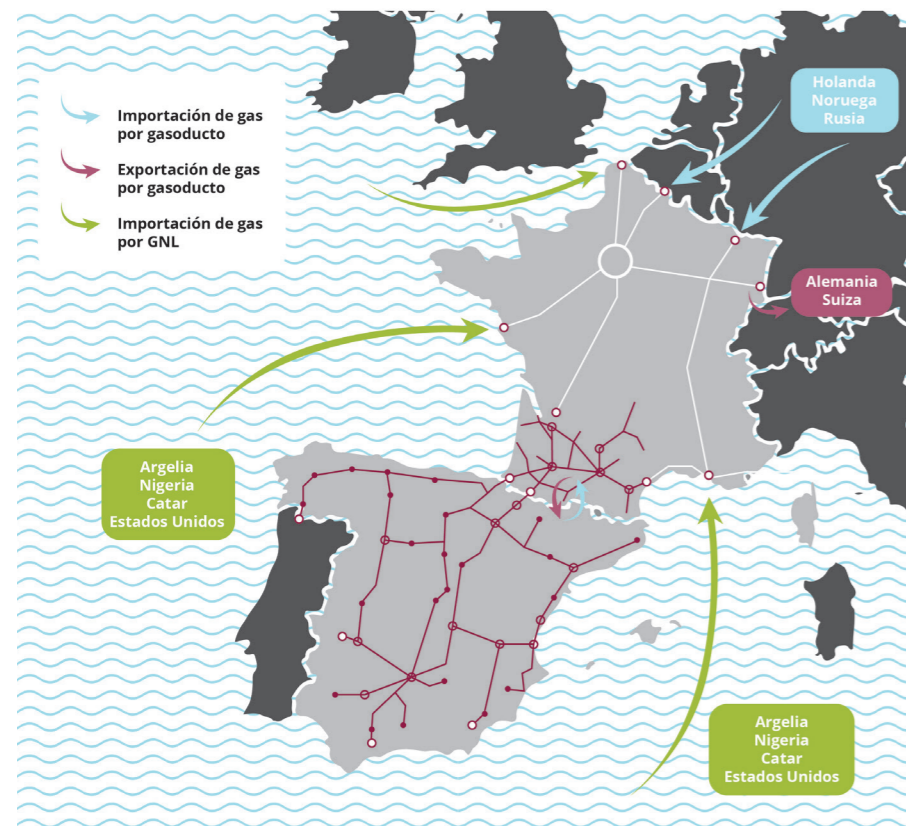 Importación de gas
por gasoducto
Exportación de gas
por gasoducto
Importación de gas
por GNL
Holanda
Noruega
Rusia
Alemania
Suiza
Argelia
Nigeria
Catar
Estados Unidos
Argelia
Nigeria
Catar
Estados Unidos